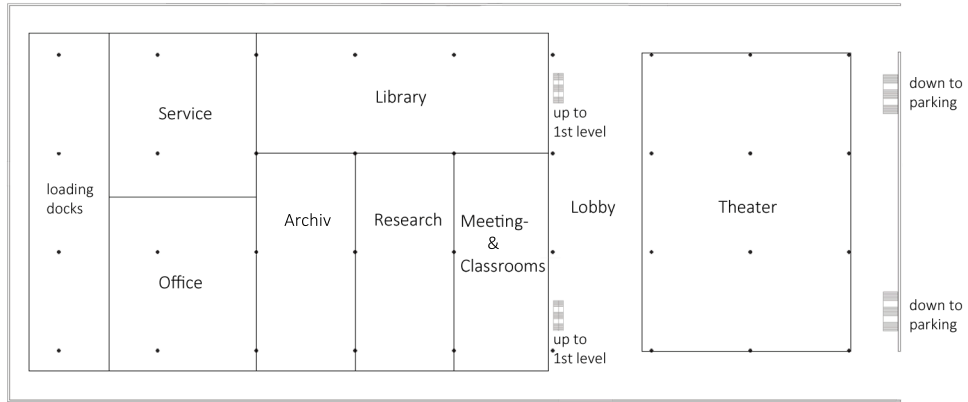 down to
parking
Library
Service
up to
1st level
loading
docks
Archiv
Research
Meeting-
&
Classrooms
Lobby
Theater
Office
down to
parking
up to
1st level